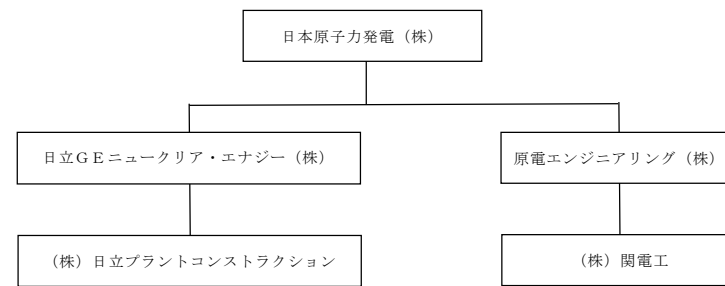 日本原子力発電（株）
日立ＧＥニュークリア・エナジー（株）
原電エンジニアリング（株）
（株）日立プラントコンストラクション
（株）関電工